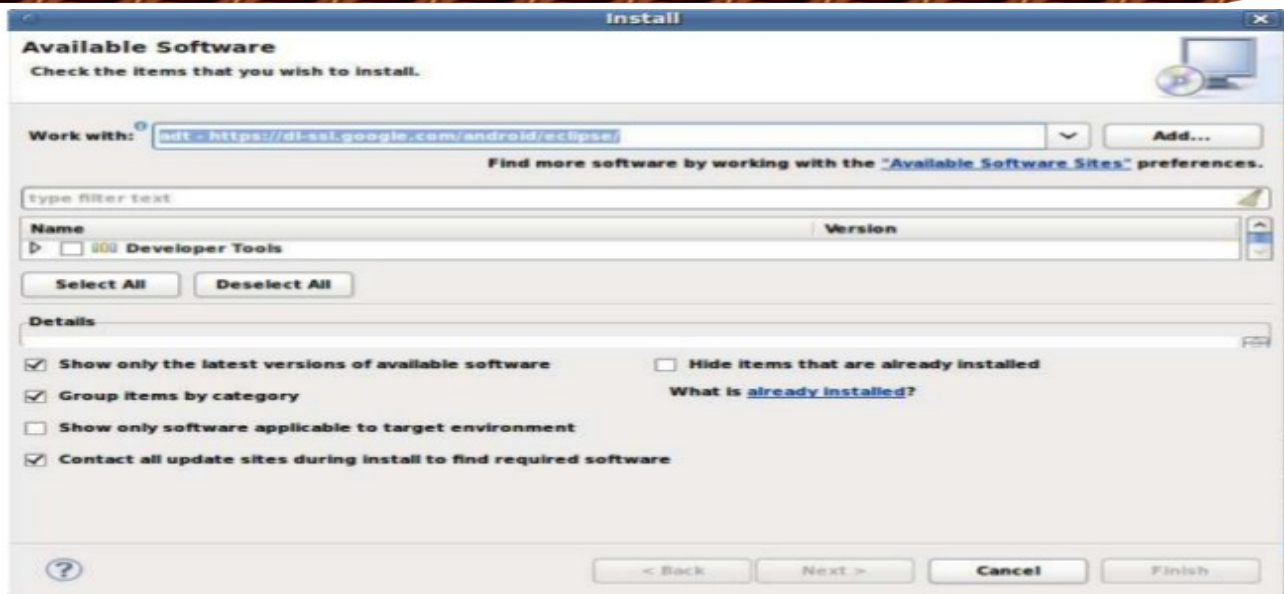 Install
Available Software
Check the items that you wish to install.
Work with: adt - https://dl-ssl.google.com/android/eclipse/ Add...
Find more software by working with the "Available Software Sites" preferences.
type filter text
Name Version
Developer Tools
Select All Deselect All
Details
Show only the latest versions of available software Hide items that are already installed
Group items by category What is already installed?
Show only software applicable to target environment
Contact all update sites during install to find required software
< Back Next > Cancel Finish